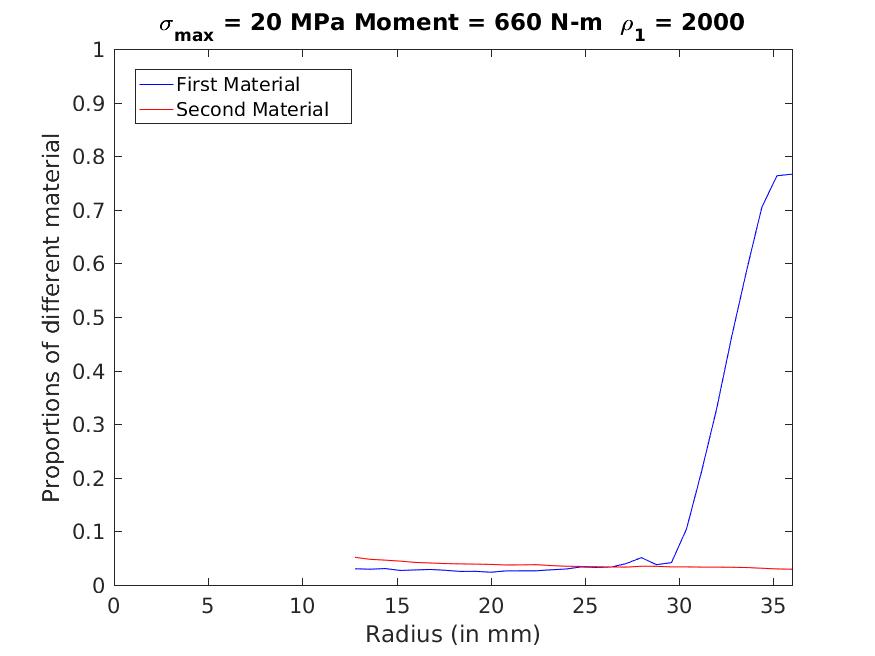 σmax = 20 MPa Moment = 660 N-m ρ1 = 2000
1
0.9
0.8
0.7
0.6
0.5
0.4
0.3
0.2
0.1
0
Proportions of different material
First Material
Second Material
0 5 10 15 20 25 30 35
Radius (in mm)